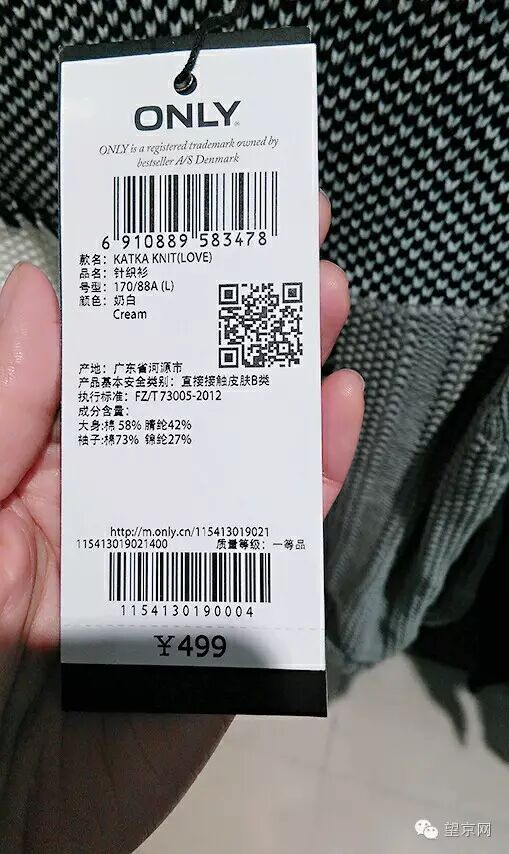 ONLY
ONLY is a registered trademark owned by
bestseller A/S Denmark
6 910889 583478
款名: KATKA KNIT(LOVE)
品名: 针织衫
号型: 170/88A (L)
颜色: 奶白
Cream
产地: 广东省河源市
产品基本安全类别: 直接接触皮肤B类
执行标准: FZ/T 73005-2012
成分含量:
大身:棉 58% 腈纶42%
袖子:棉73% 锦纶27%
http://m.only.cn/115413019021
115413019021400 质量等级: 一等品
1154130190004
¥499
望京网